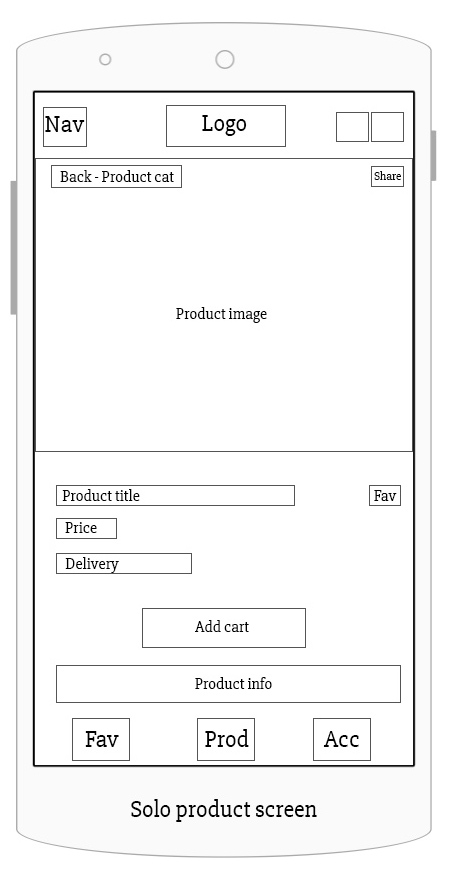 Nav
Logo
Back - Product cat
Share
Product image
Product title
Fav
Price
Delivery
Add cart
Product info
Fav
Prod
Acc
Solo product screen